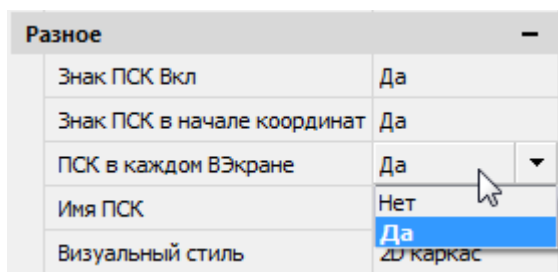 Разное
Знак ПСК Вкл Да
Знак ПСК в начале координат Да
ПСК в каждом ВЭкране Да
Имя ПСК Нет
Да
Визуальный стиль 2D каркас